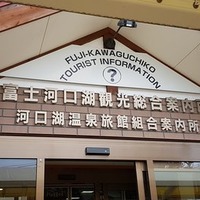 FUJI-KAWAGUCHIKO
TOURIST INFORMATION
?
富士河口湖観光総合案内所
河口湖温泉旅館組合案内所